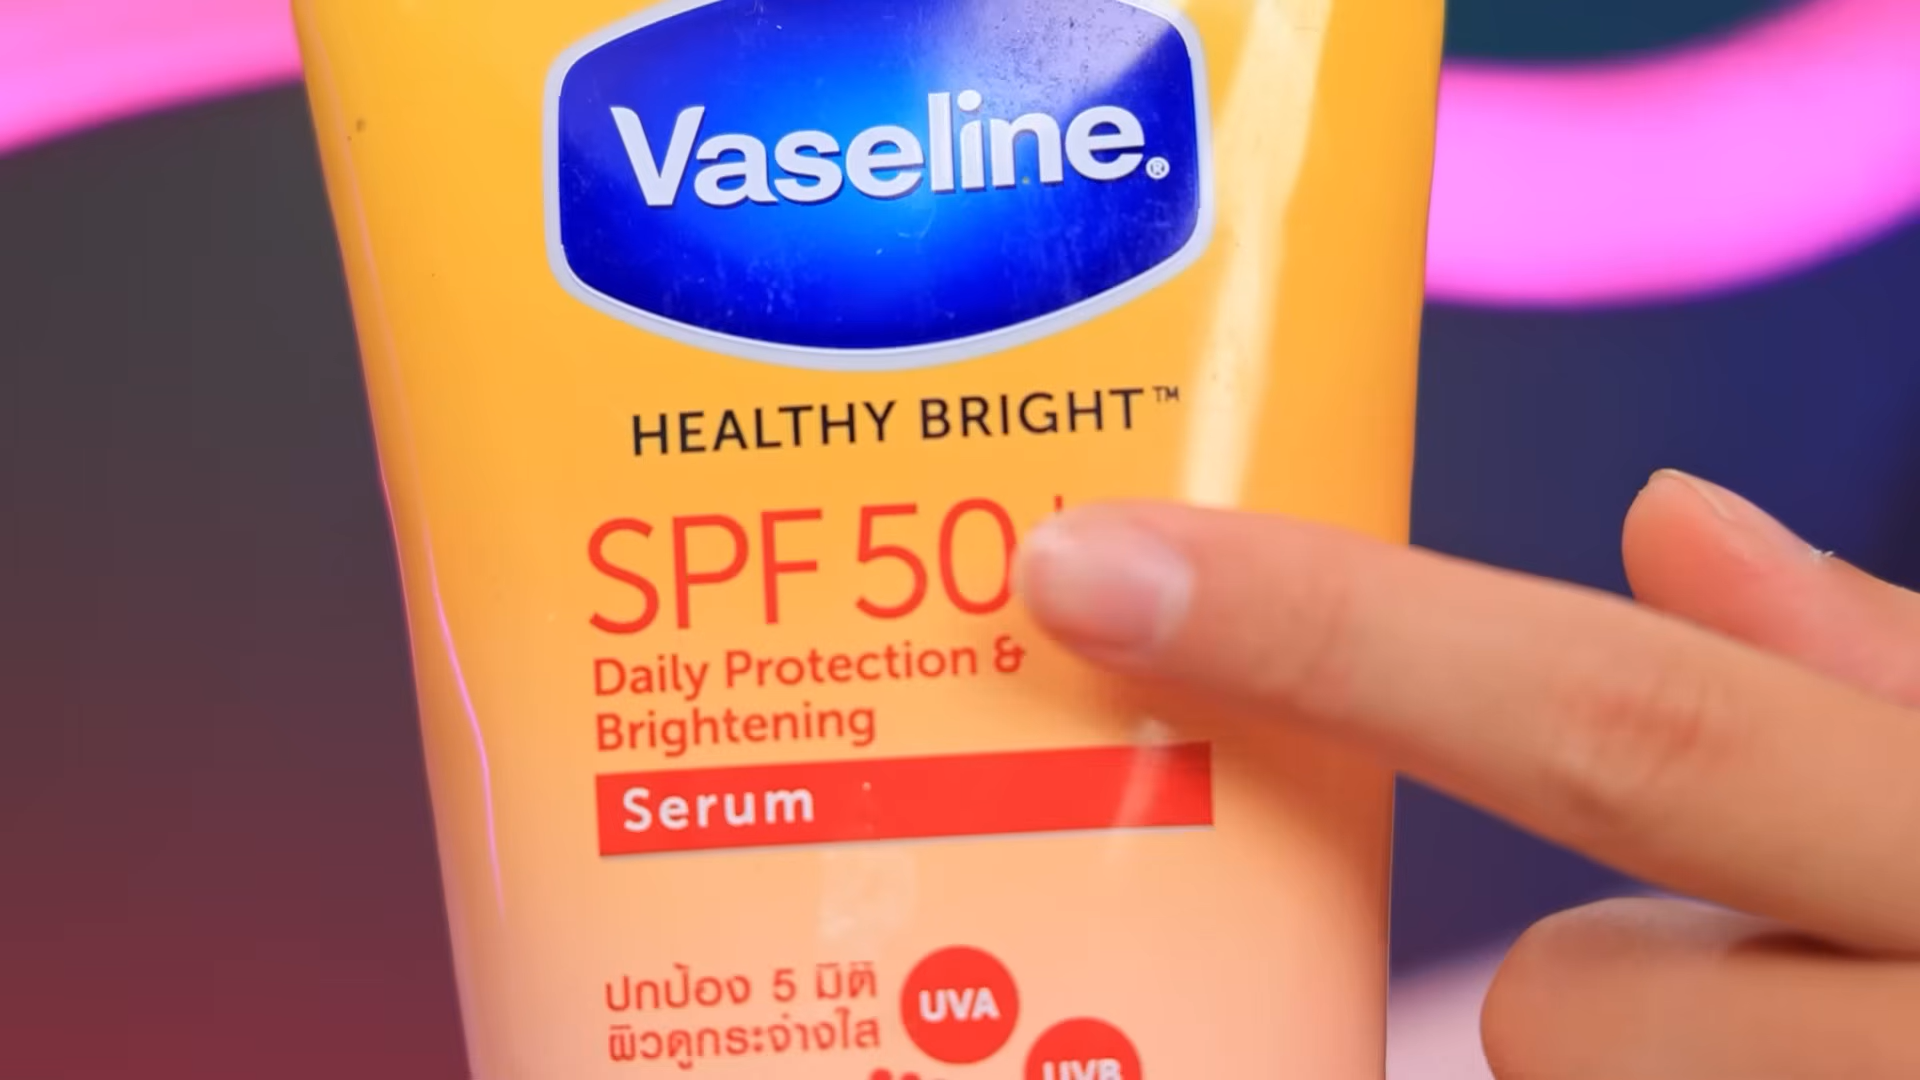 Vaseline®
HEALTHY BRIGHT™
SPF 50+
Daily Protection &
Brightening
Serum
ปกป้อง 5 มิติ
ผิวดูกระจ่างใส
UVA
UVB